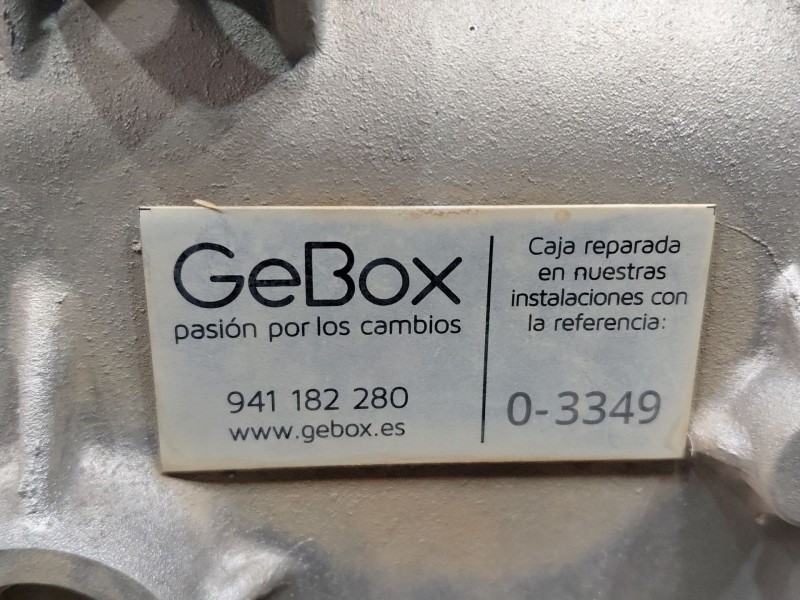 GeBox
pasión por los cambios
941 182 280
www.gebox.es
Caja reparada
en nuestras
instalaciones con
la referencia:
0-3349